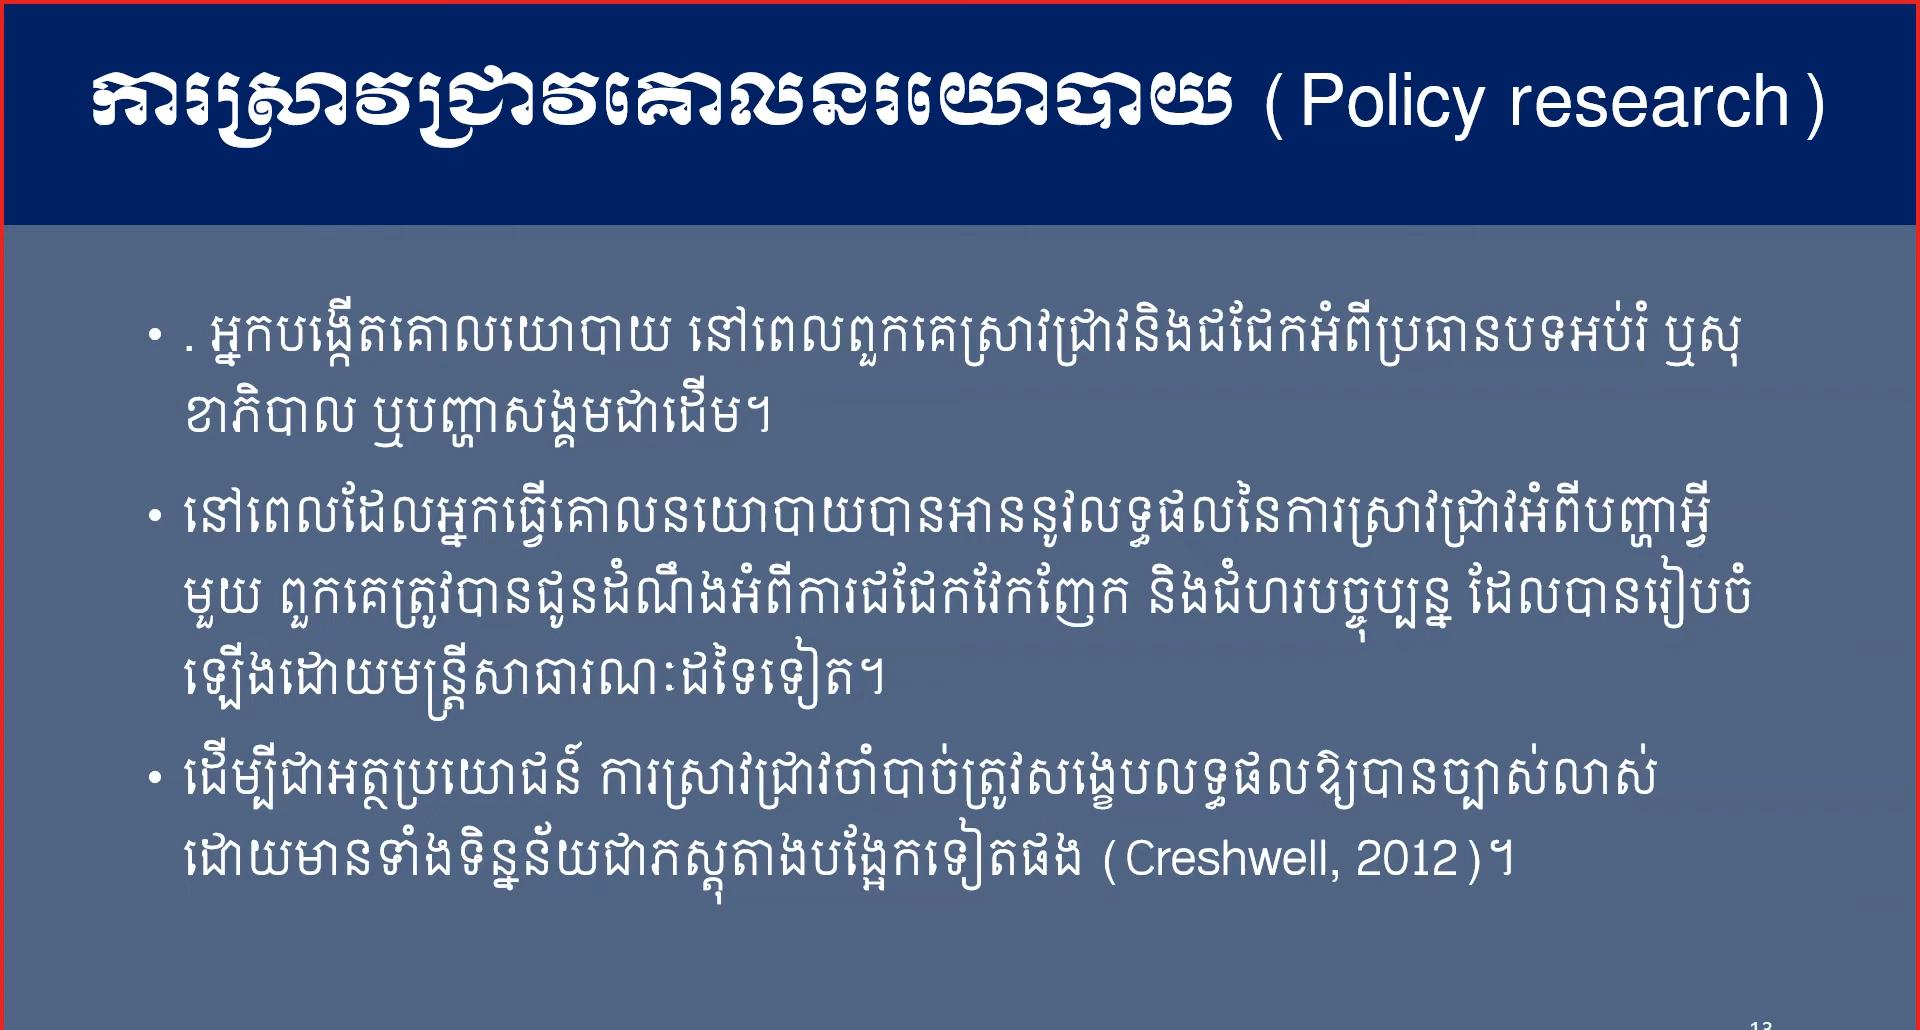 ការស្រាវជ្រាវគោលនរយោបាយ (Policy research)
• . អ្នកបង្កើតគោលយោបាយ នៅពេលពួកគេស្រាវជ្រាវនិងជជែកអំពីប្រធានបទអប់រំ ឬសុ
ខាភិបាល ឬបញ្ហាសង្គមជាដើម។
• នៅពេលដែលអ្នកធ្វើគោលនយោបាយបានអាននូវលទ្ធផលនៃការស្រាវជ្រាវអំពីបញ្ហាអ្វី
មួយ ពួកគេត្រូវបានជូនដំណឹងអំពីការជជែកវែកញែក និងជំហរបច្ចុប្បន្ន ដែលបានរៀបចំ
ឡើងដោយមន្ត្រីសាធារណៈដទៃទៀត។
• ដើម្បីជាអត្ថប្រយោជន៍ ការស្រាវជ្រាវចាំបាច់ត្រូវសង្ខេបលទ្ធផលឱ្យបានច្បាស់លាស់
ដោយមានទាំងទិន្នន័យជាភស្តុតាងបង្អែកទៀតផង (Creshwell, 2012)។
13